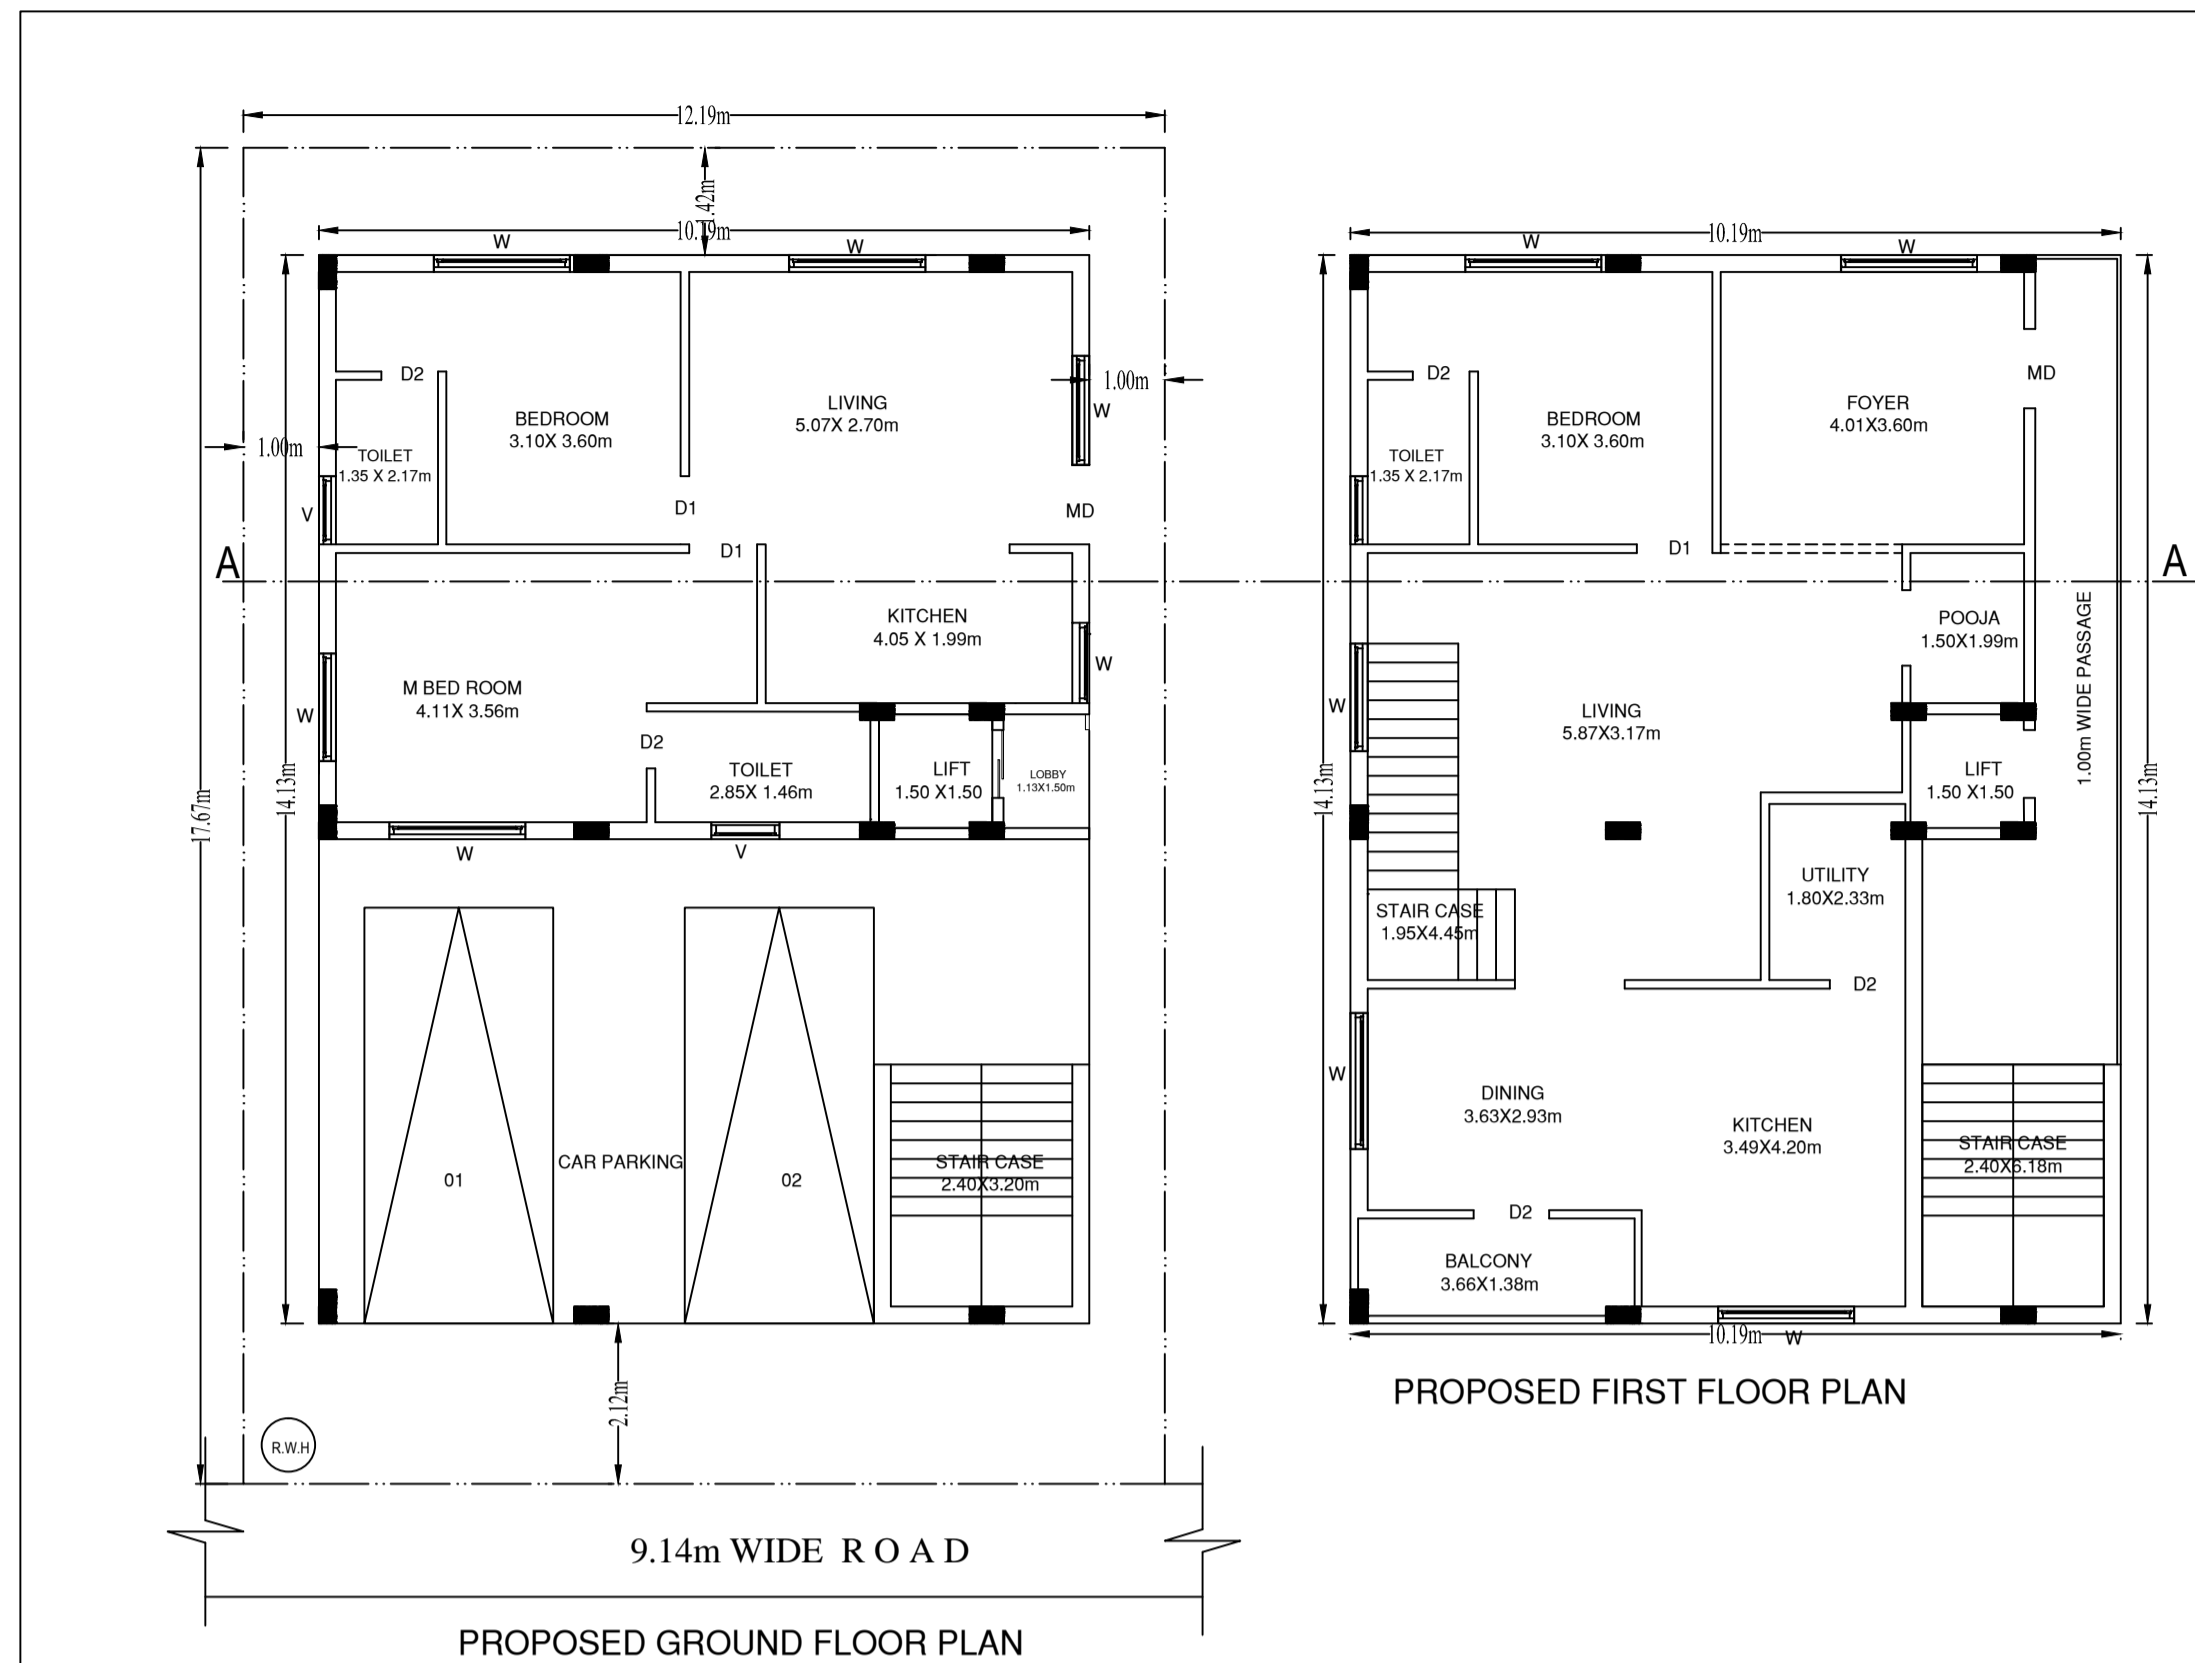 12.19m
1.42m
10.19m
W
W
D2
BEDROOM
3.10X 3.60m
LIVING
5.07X 2.70m
1.00m
W
1.00m
TOILET
1.35 X 2.17m
V
D1
MD
D1
A
KITCHEN
4.05 X 1.99m
W
M BED ROOM
4.11X 3.56m
W
D2
TOILET
2.85X 1.46m
LIFT
1.50 X1.50
LOBBY
1.13X1.50m
17.67m
14.13m
W
V
CAR PARKING
01
02
STAIR CASE
2.40X3.20m
2.12m
R.W.H
9.14m WIDE R O A D
PROPOSED GROUND FLOOR PLAN
10.19m
W
W
D2
MD
BEDROOM
3.10X 3.60m
FOYER
4.01X3.60m
TOILET
1.35 X 2.17m
D1
A
POOJA
1.50X1.99m
1.00m WIDE PASSAGE
W
LIVING
5.87X3.17m
LIFT
1.50 X1.50
14.13m
14.13m
UTILITY
1.80X2.33m
STAIR CASE
1.95X4.45m
D2
W
DINING
3.63X2.93m
KITCHEN
3.49X4.20m
STAIR CASE
2.40X6.18m
D2
BALCONY
3.66X1.38m
10.19m
W
PROPOSED FIRST FLOOR PLAN